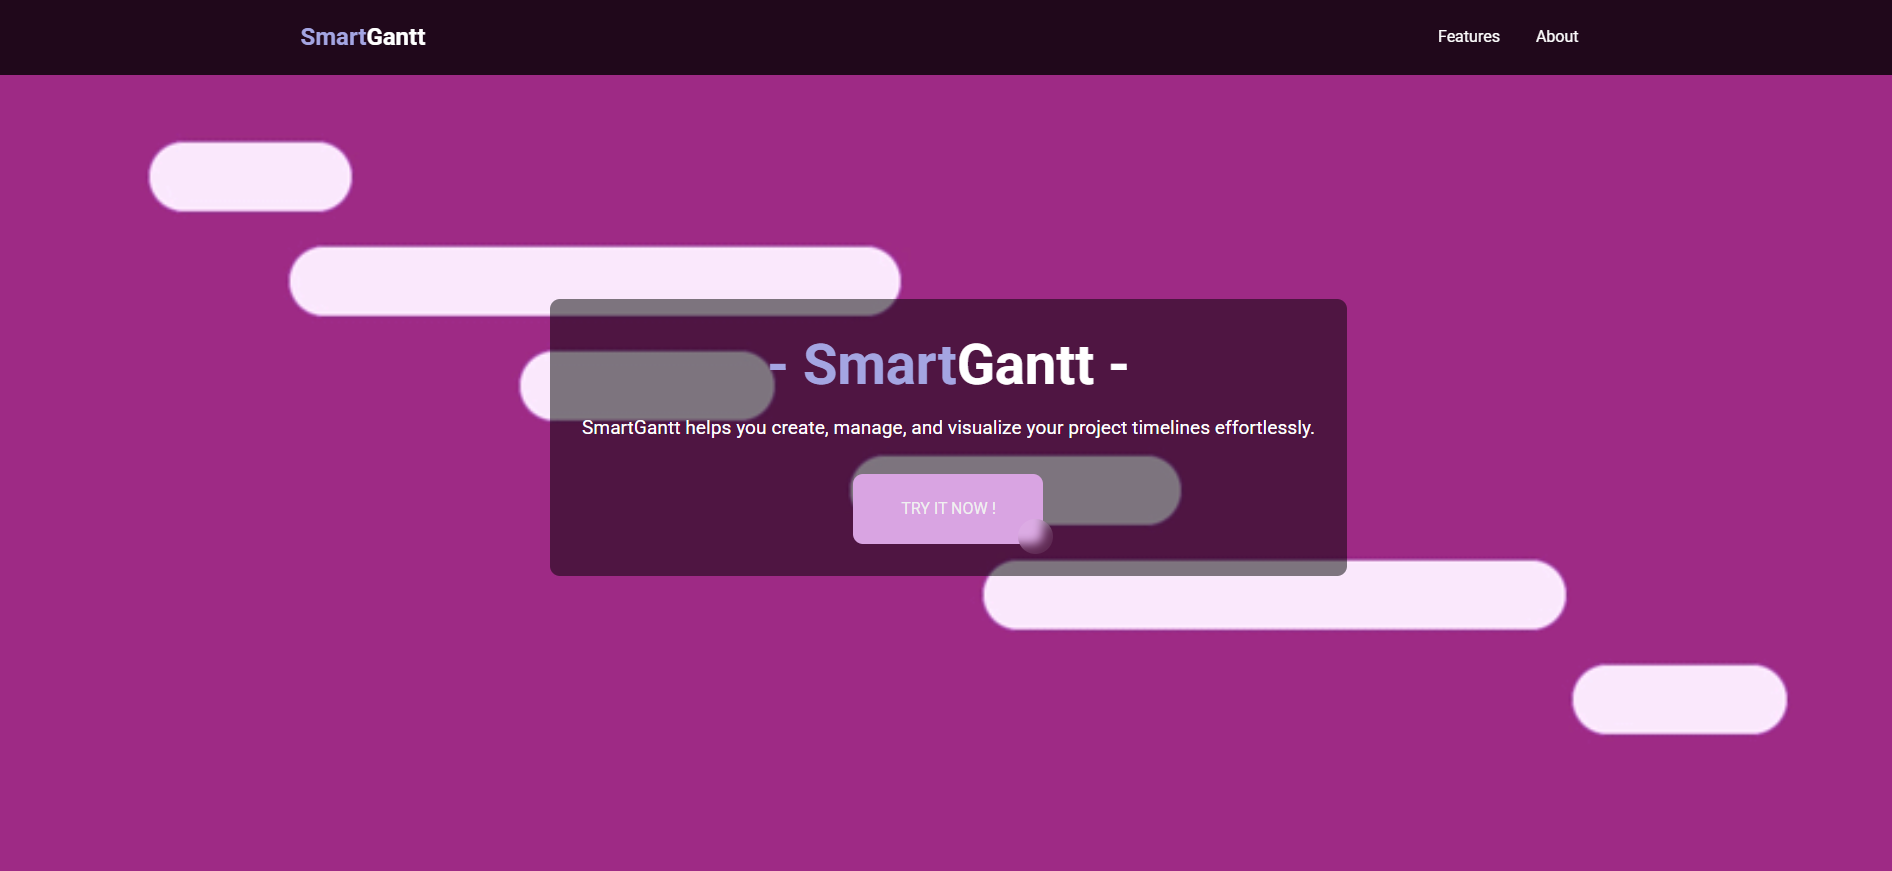 SmartGantt
Features About
- SmartGantt -
SmartGantt helps you create, manage, and visualize your project timelines effortlessly.
TRY IT NOW !